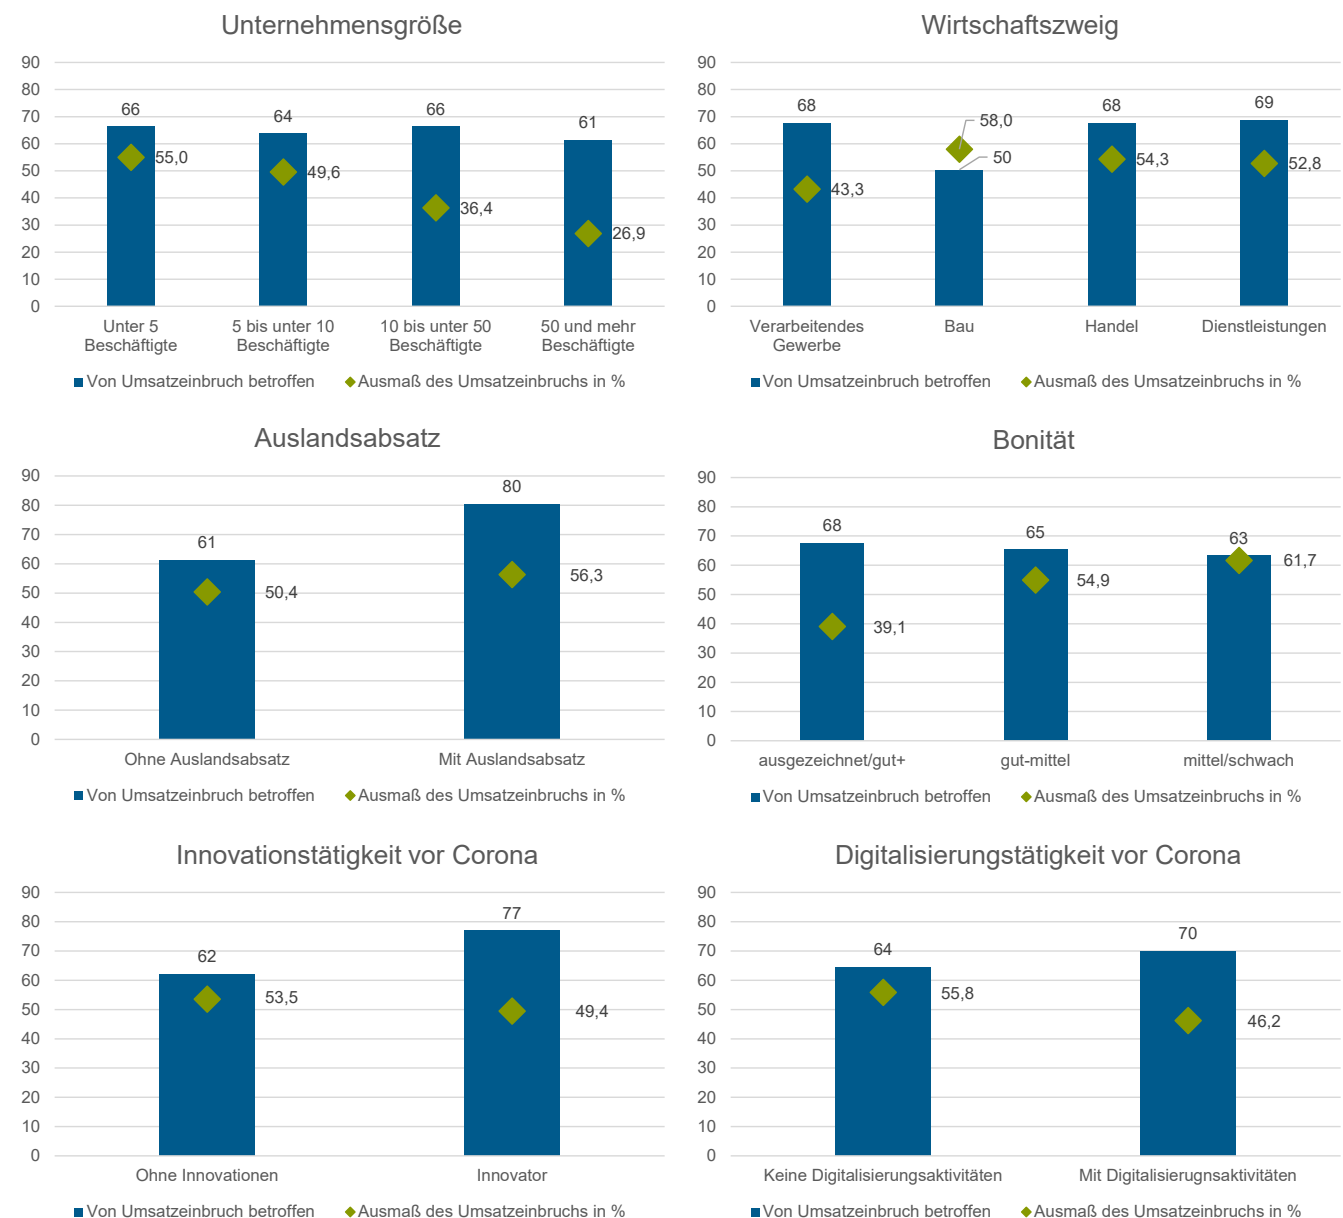 Unternehmensgröße
90
80
70
60
50
40
30
20
10
0
66
64
66
61
55,0
49,6
36,4
26,9
Unter 5
Beschäftigte
5 bis unter 10
Beschäftigte
10 bis unter 50
Beschäftigte
50 und mehr
Beschäftigte
Von Umsatzeinbruch betroffen
Ausmaß des Umsatzeinbruchs in %
Wirtschaftszweig
90
80
70
60
50
40
30
20
10
0
68
58,0
50
68
69
43,3
54,3
52,8
Verarbeitendes
Gewerbe
Bau
Handel
Dienstleistungen
Von Umsatzeinbruch betroffen
Ausmaß des Umsatzeinbruchs in %
Auslandsabsatz
90
80
70
60
50
40
30
20
10
0
61
80
50,4
56,3
Ohne Auslandsabsatz
Mit Auslandsabsatz
Von Umsatzeinbruch betroffen
Ausmaß des Umsatzeinbruchs in %
Bonität
90
80
70
60
50
40
30
20
10
0
68
65
63
39,1
54,9
61,7
ausgezeichnet/gut+
gut-mittel
mittel/schwach
Von Umsatzeinbruch betroffen
Ausmaß des Umsatzeinbruchs in %
Innovationstätigkeit vor Corona
90
80
70
60
50
40
30
20
10
0
62
77
53,5
49,4
Ohne Innovationen
Innovator
Von Umsatzeinbruch betroffen
Ausmaß des Umsatzeinbruchs in %
Digitalisierungstätigkeit vor Corona
90
80
70
60
50
40
30
20
10
0
64
70
55,8
46,2
Keine Digitalisierungsaktivitäten
Mit Digitalisierugnsaktivitäten
Von Umsatzeinbruch betroffen
Ausmaß des Umsatzeinbruchs in %